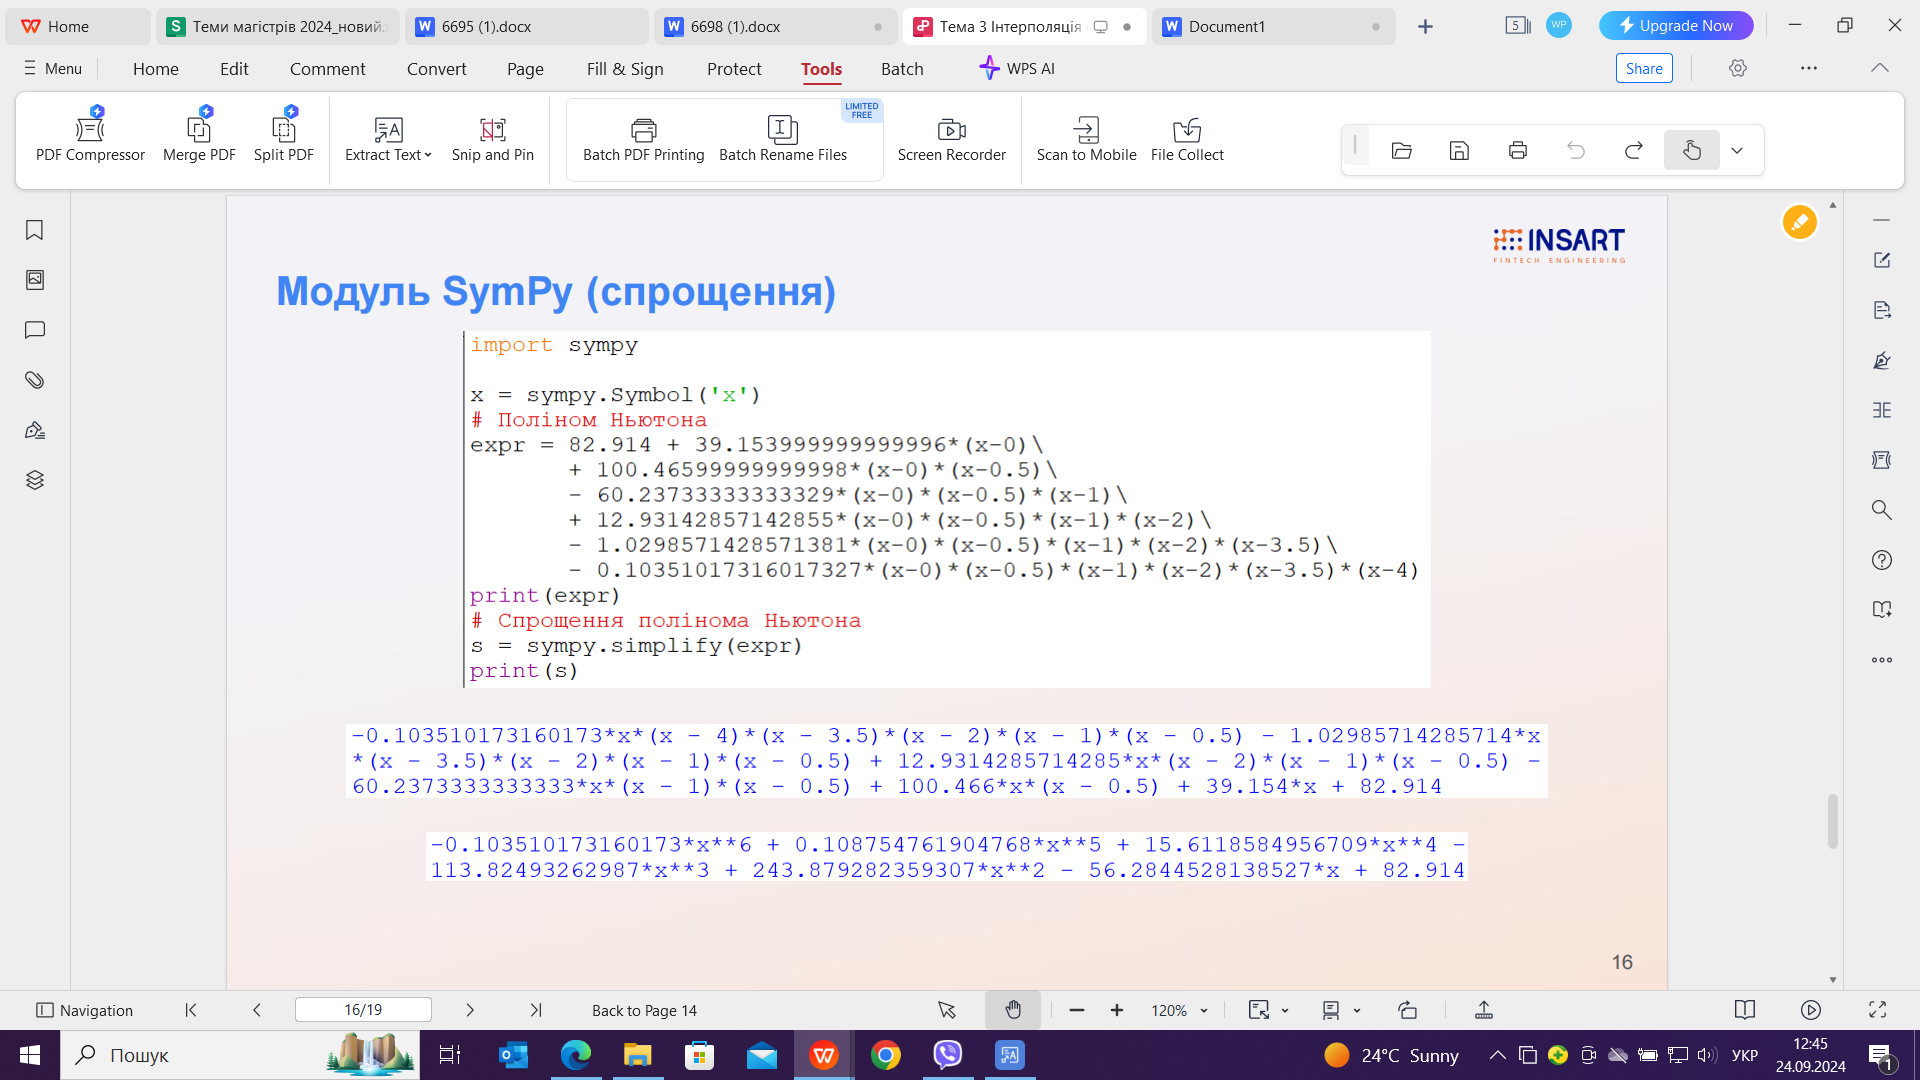 Home
Теми магістрів 2024_новий.x
6695 (1).docx
6698 (1).docx
Тема 3 Інтерполяція
Document1
5
WP
Upgrade Now
Menu
Home
Edit
Comment
Convert
Page
Fill & Sign
Protect
Tools
Batch
WPS AI
Share
PDF Compressor
Merge PDF
Split PDF
Extract Text
Snip and Pin
Batch PDF Printing
Batch Rename Files
LIMITED
FREE
Screen Recorder
Scan to Mobile
File Collect
INSART
FINTECH ENGINEERING
Модуль SymPy (спрощення)
import sympy
x = sympy.Symbol('x')
# Поліном Ньютона
expr = 82.914 + 39.153999999999996*(x-0)\
+ 100.46599999999998*(x-0)*(x-0.5)\
- 60.23733333333329*(x-0)*(x-0.5)*(x-1)\
+ 12.93142857142855*(x-0)*(x-0.5)*(x-1)*(x-2)\
- 1.0298571428571381*(x-0)*(x-0.5)*(x-1)*(x-2)*(x-3.5)\
- 0.10351017316017327*(x-0)*(x-0.5)*(x-1)*(x-2)*(x-3.5)*(x-4)
print(expr)
# Спрощення полінома Ньютона
s = sympy.simplify(expr)
print(s)
-0.103510173160173*x*(x - 4)*(x - 3.5)*(x - 2)*(x - 1)*(x - 0.5) - 1.02985714285714*x
*(x - 3.5)*(x - 2)*(x - 1)*(x - 0.5) + 12.9314285714285*x*(x - 2)*(x - 1)*(x - 0.5) -
60.2373333333333*x*(x - 1)*(x - 0.5) + 100.466*x*(x - 0.5) + 39.154*x + 82.914
-0.103510173160173*x**6 + 0.108754761904768*x**5 + 15.6118584956709*x**4 -
113.82493262987*x**3 + 243.879282359307*x**2 - 56.2844528138527*x + 82.914
16
Navigation
16/19
Back to Page 14
120%
Пошук
24°C Sunny
УКР
12:45
24.09.2024
1